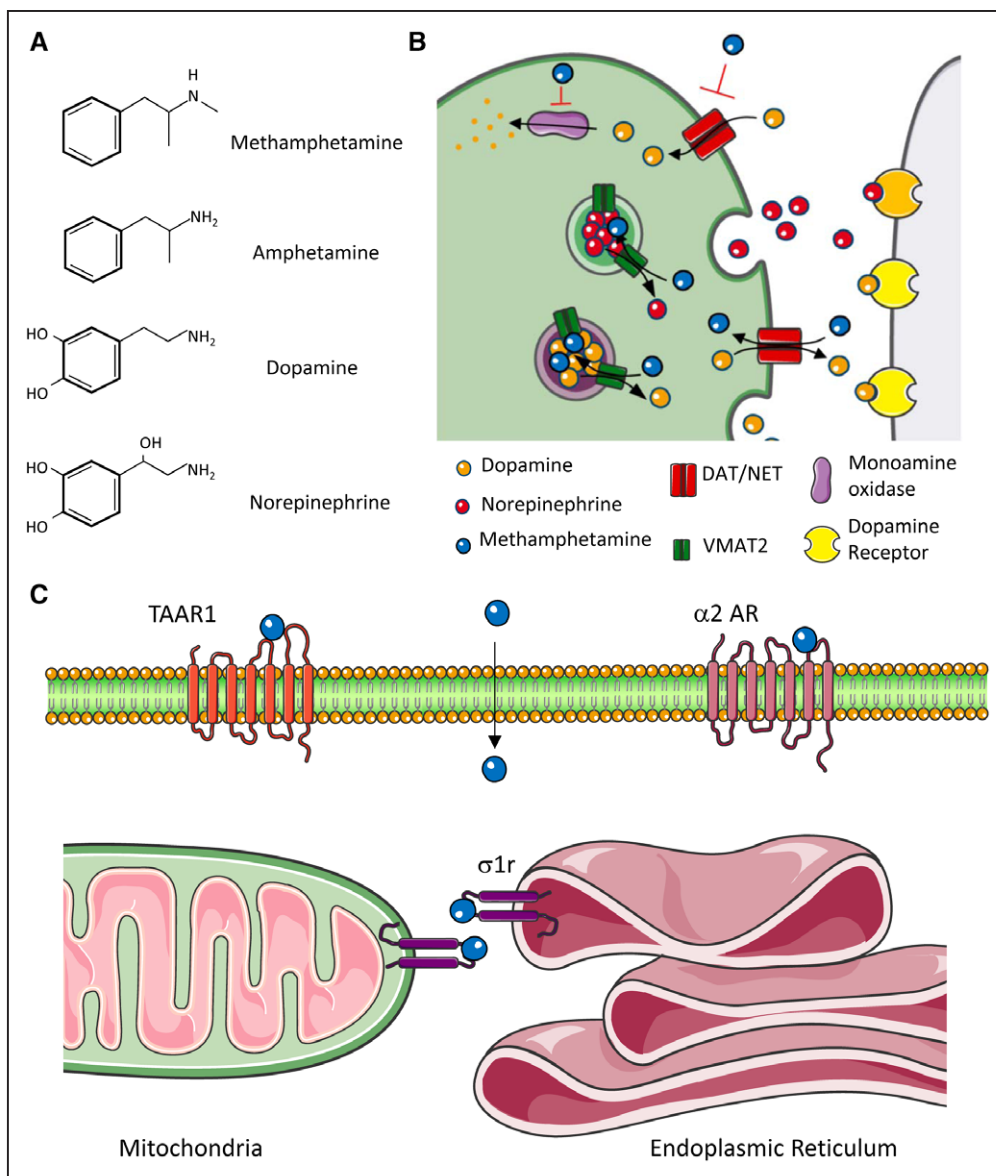 A
H
N
Methamphetamine
NH2
Amphetamine
HO
HO
NH2
Dopamine
OH
HO
HO
NH2
Norepinephrine
B
Dopamine
Norepinephrine
Methamphetamine
DAT/NET
VMAT2
Monoamine
oxidase
Dopamine
Receptor
C
TAAR1
α2 AR
σ1r
Mitochondria
Endoplasmic Reticulum